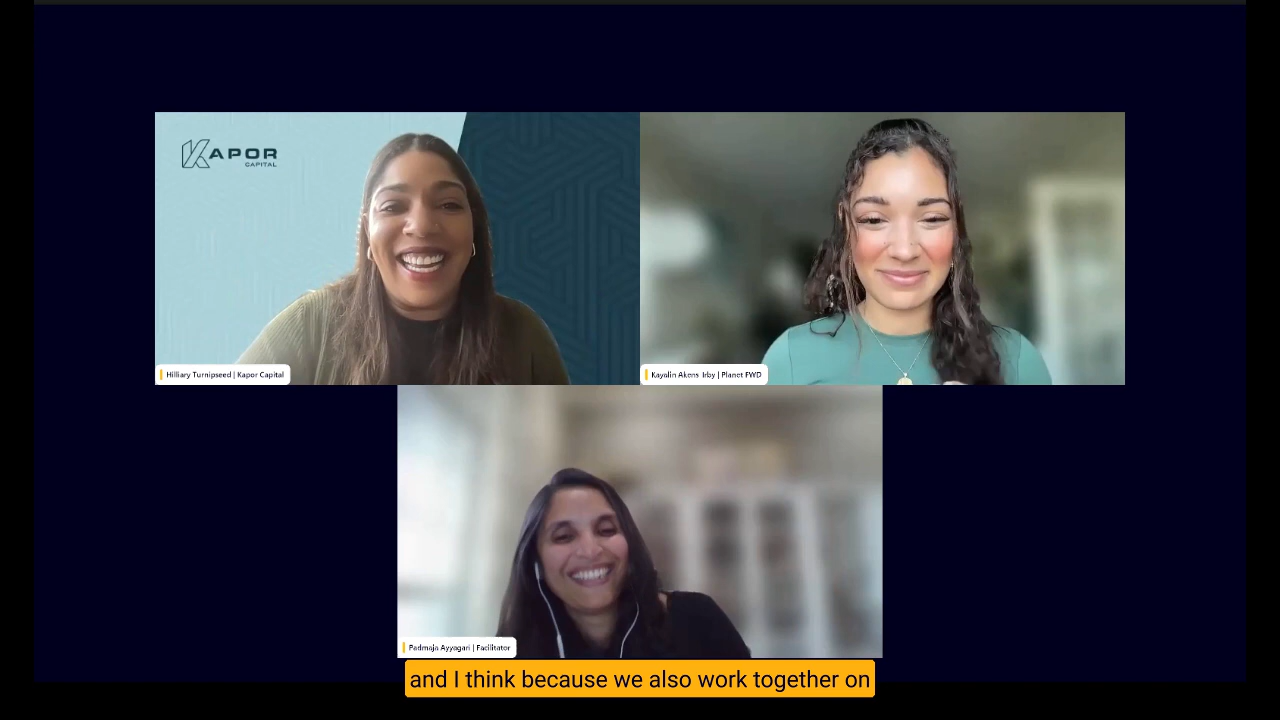 KAPOR
CAPITAL
Hilliary Turnipseed | Kapor Capital
Kayalin Akens-Irby | Planet FWD
Padmaja Ayyagari | Facilitator
and I think because we also work together on